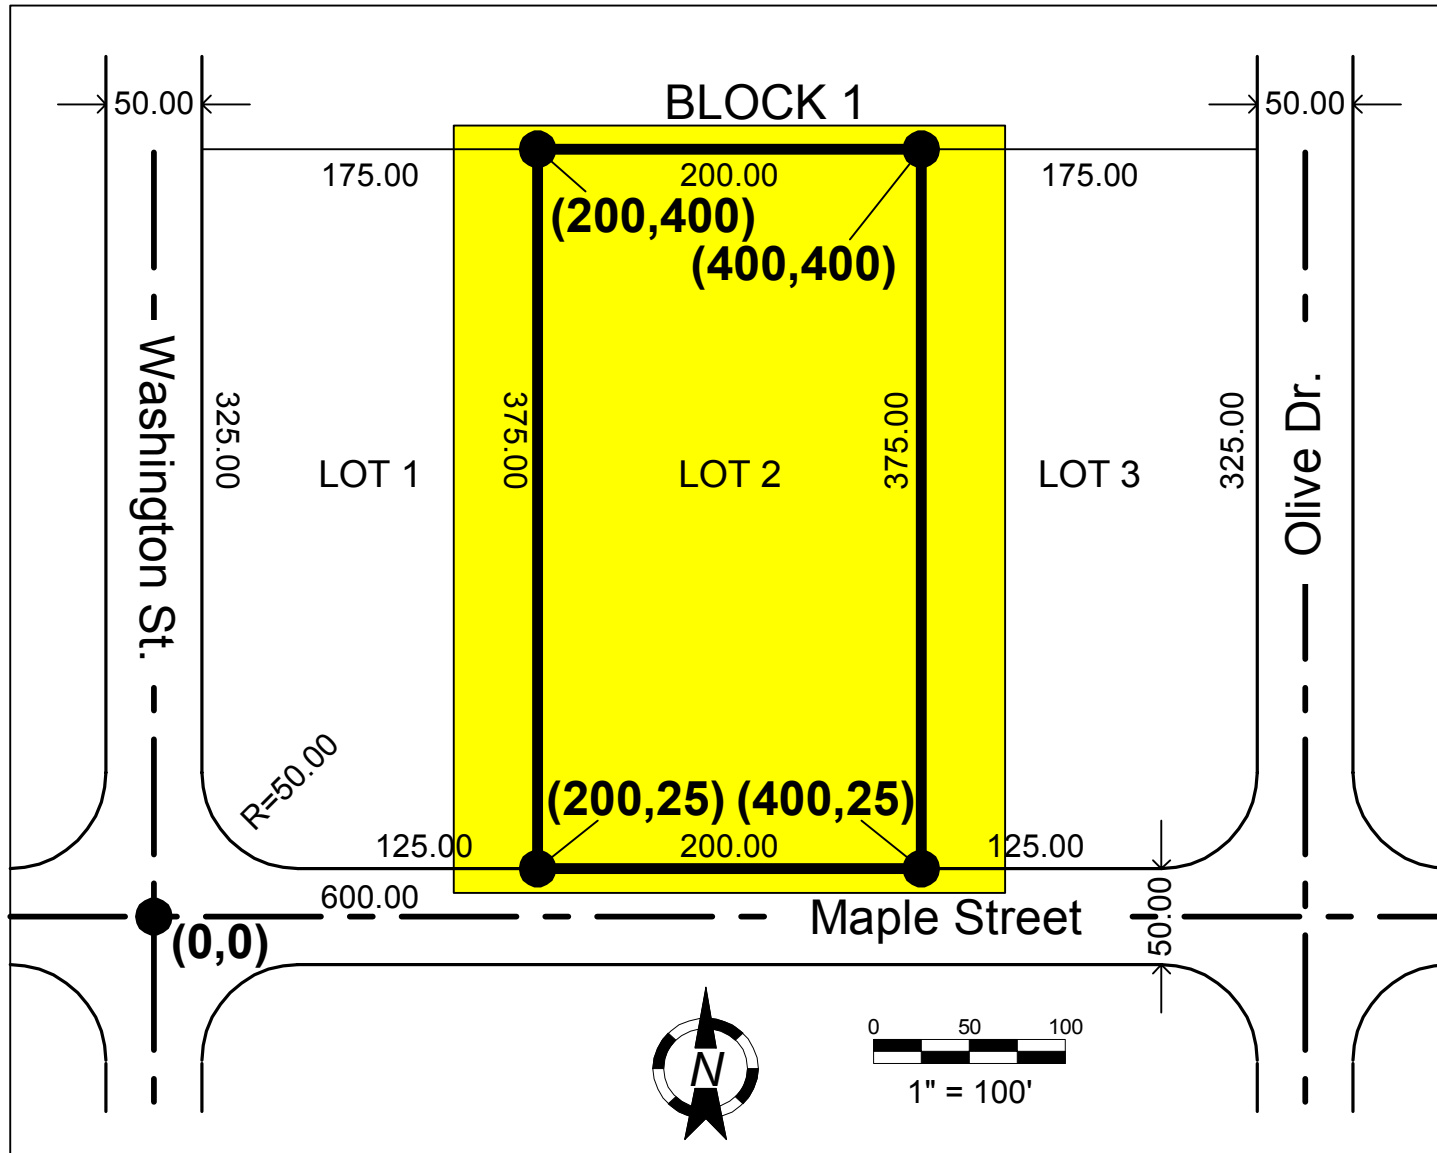 BLOCK 1
50.00
50.00
175.00
200.00
175.00
(200,400)
(400,400)
Washington St.
325.00
375.00
375.00
325.00
Olive Dr.
LOT 1
LOT 2
LOT 3
R=50.00
(200,25) (400,25)
125.00
200.00
125.00
600.00
Maple Street
50.00
(0,0)
N
0 50 100
1" = 100'